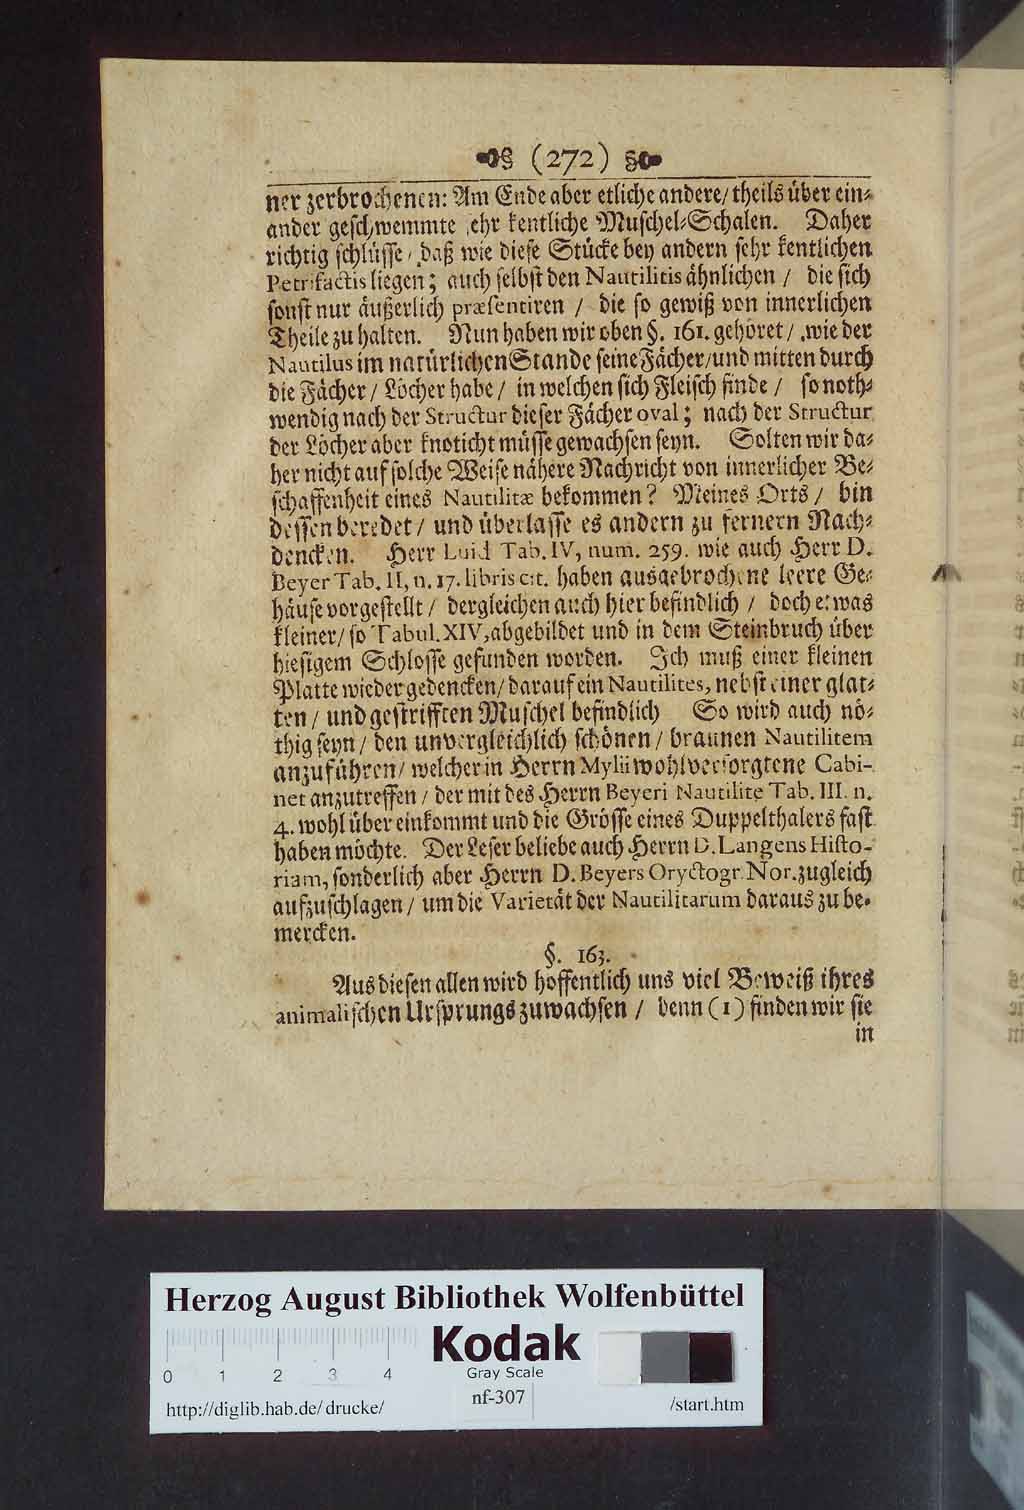 (272)
ner zerbrochenen: Am Ende aber etliche andere / theils über ein-
ander geschwemmte sehr kentliche Muschel-Schalen. Daher
richtig schlüsse / daß wie diese Stücke bey andern sehr kentlichen
Petrifactis liegen; auch selbst den Nautilitis ähnlichen / die sich
sonst nur äußerlich præsentiren / die so gewiß von innerlichen
Theile zu halten. Nun haben wir oben §. 161. gehöret / wie der
Nautilus im natürlichen Stande seine Fächer / und mitten durch
die Fächer / Löcher habe / in welchen sich Fleisch finde / so noth-
wendig nach der Structur dieser Fächer oval; nach der Structur
der Löcher aber knoticht müsse gewachsen seyn. Solten wir da-
her nicht auf solche Weise nähere Nachricht von innerlicher Be-
schaffenheit eines Nautilitæ bekommen? Meines Orts / bin
dessen beredet / und überlasse es andern zu fernern Nach-
dencken. Herr Luid Tab. IV, num. 259. wie auch Herr D.
Beyer Tab. II, n. 17. libris cit. haben ausgebrochene leere Ge-
häuse vorgestellt / dergleichen auch hier befindlich / doch etwas
kleiner / so Tabul. XIV, abgebildet und in dem Steinbruch über
hiesigem Schlosse gefunden worden. Ich muß einer kleinen
Platte wieder gedencken / darauf ein Nautilites, nebst einer glat-
ten / und gestrifften Muschel befindlich So wird auch nö-
thig seyn / den unvergleichlich schönen / braunen Nautilitem
anzuführen / welcher in Herrn Mylii wohlversorgtene Cabi-
net anzutreffen / der mit des Herrn Beyeri Nautilite Tab. III. n.
4. wohl über einkommt und die Grösse eines Duppelthalers fast
haben möchte. Der Leser beliebe auch Herrn D. Langens Histo-
riam, sonderlich aber Herrn D. Beyers Oryctogr. Nor. zugleich
aufzuschlagen / um die Varietät der Nautilitarum daraus zu be-
mercken.
§. 163.
Aus diesen allen wird hoffentlich uns viel Beweiß ihres
animalischen Ursprungs zuwachsen / denn (1) finden wir sie
in
Herzog August Bibliothek Wolfenbüttel
Kodak
Gray Scale
0 1 2 3 4
nf-307
http://diglib.hab.de/drucke/ /start.htm